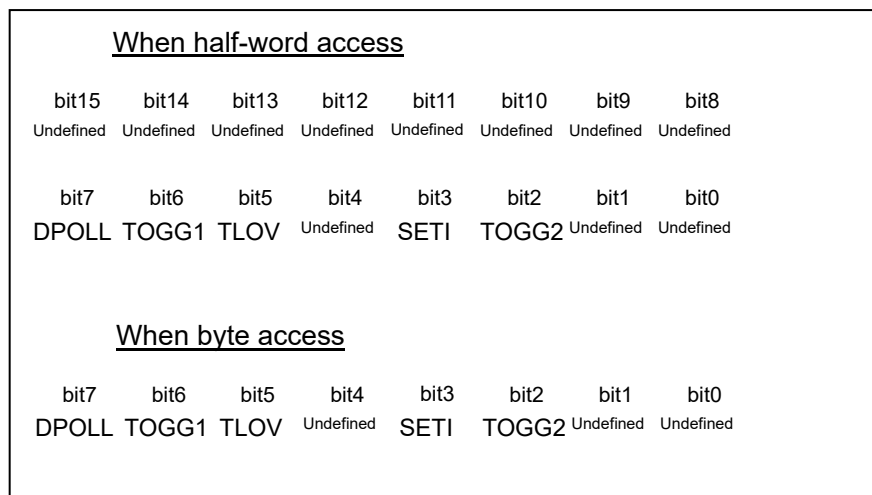 When half-word access
bit15 bit14 bit13 bit12 bit11 bit10 bit9 bit8
Undefined Undefined Undefined Undefined Undefined Undefined Undefined Undefined
bit7 bit6 bit5 bit4 bit3 bit2 bit1 bit0
DPOLL TOGG1 TLOV Undefined SETI TOGG2 Undefined Undefined
When byte access
bit7 bit6 bit5 bit4 bit3 bit2 bit1 bit0
DPOLL TOGG1 TLOV Undefined SETI TOGG2 Undefined Undefined